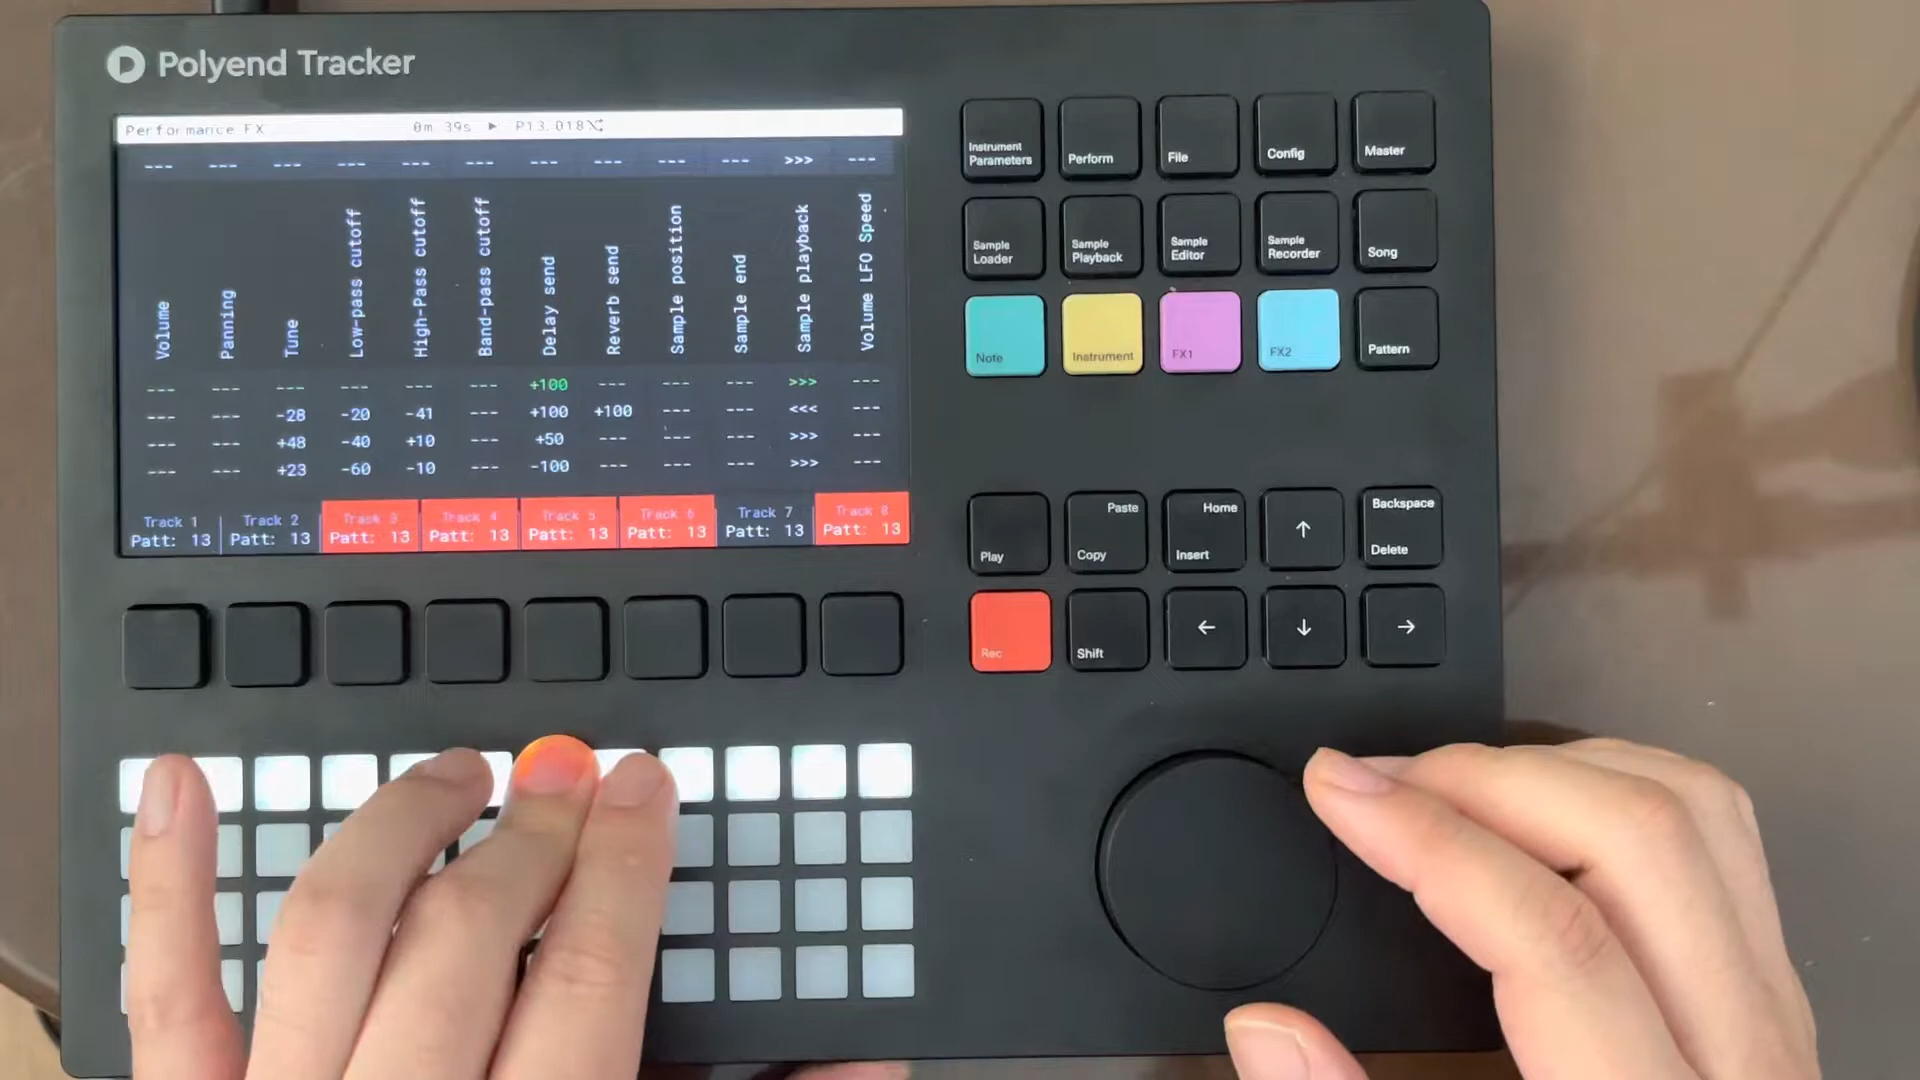 Polyend Tracker
Performance FX 0m 39s P13.018
--- --- --- --- --- --- --- --- --- --- >>> ---
Volume
Panning
Tune
Low-pass cutoff
High-Pass cutoff
Band-pass cutoff
Delay send
Reverb send
Sample position
Sample end
Sample playback
Volume LFO Speed
--- --- --- --- --- --- +100 --- --- --- >>> ---
--- --- -28 -20 -41 --- +100 +100 --- --- <<< ---
--- --- +48 -40 +10 --- +50 --- --- --- >>> ---
--- --- +23 -60 -10 --- -100 --- --- --- >>> ---
Track 1 Track 2 Track 3 Track 4 Track 5 Track 6 Track 7 Track 8
Patt: 13 Patt: 13 Patt: 13 Patt: 13 Patt: 13 Patt: 13 Patt: 13 Patt: 13
Instrument
Parameters
Perform
File
Config
Master
Sample
Loader
Sample
Playback
Sample
Editor
Sample
Recorder
Song
Note
Instrument
FX1
FX2
Pattern
Play
Paste
Copy
Home
Insert
↑
Backspace
Delete
Rec
Shift
←
↓
→